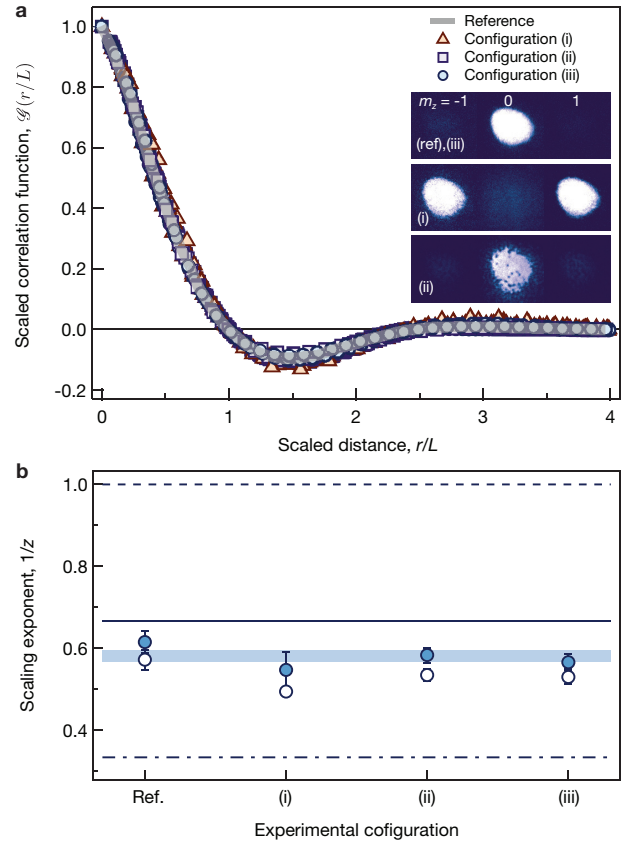 a
Reference
Configuration (i)
Configuration (ii)
Configuration (iii)
m_z = -1 0 1
(ref),(iii)
(i)
(ii)
Scaled correlation function, 𝒢(r/L)
1.0
0.8
0.6
0.4
0.2
0.0
-0.2
0 1 2 3 4
Scaled distance, r/L
b
Scaling exponent, 1/z
1.0
0.8
0.6
0.4
Ref. (i) (ii) (iii)
Experimental cofiguration